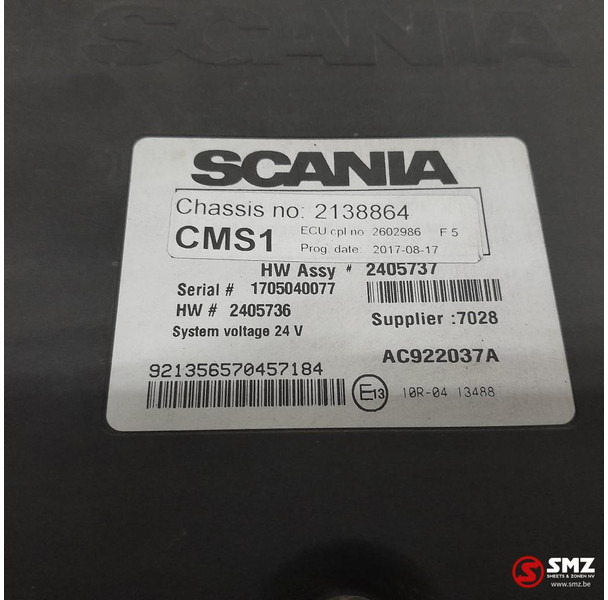 SCANIA
SCANIA
Chassis no: 2138864
CMS1 ECU cpl no 2602986 F 5
Prog. date: 2017-08-17
HW Assy # 2405737
Serial # 1705040077
HW # 2405736
Supplier :7028
System voltage 24 V
AC922037A
921356570457184
E13 10R-04 13488
SMZ
SMEETS & ZONEN NV
www.smz.be